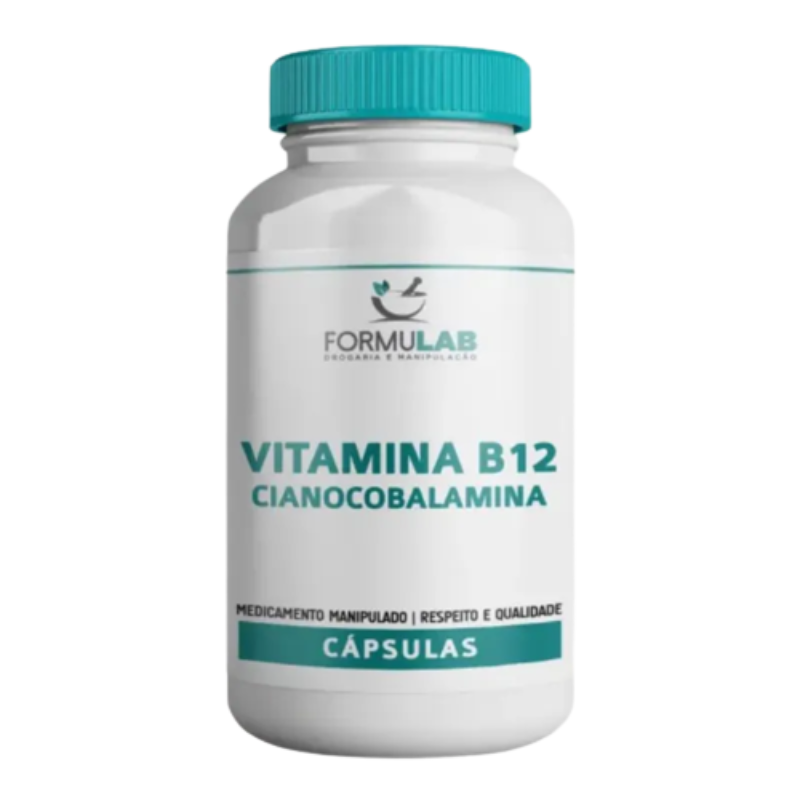 FORMULAB
DROGARIA E MANIPULAÇÃO
VITAMINA B12
CIANOCOBALAMINA
MEDICAMENTO MANIPULADO | RESPEITO E QUALIDADE
CÁPSULAS